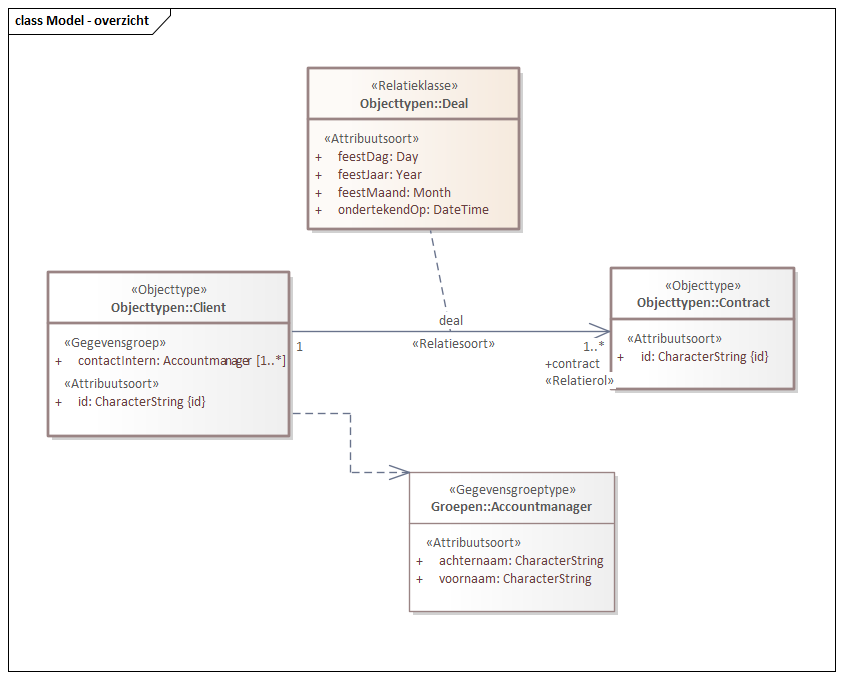 class Model - overzicht
«Relatieklasse»
Objecttypen::Deal
«Attribuutsoort»
+ feestDag: Day
+ feestJaar: Year
+ feestMaand: Month
+ ondertekendOp: DateTime
«Objecttype»
Objecttypen::Client
«Gegevensgroep»
+ contactIntern: Accountmanager [1..*]
«Attribuutsoort»
+ id: CharacterString {id}
deal
«Relatiesoort»
1
1..*
+contract
«Relatierol»
«Objecttype»
Objecttypen::Contract
«Attribuutsoort»
+ id: CharacterString {id}
«Gegevensgroeptype»
Groepen::Accountmanager
«Attribuutsoort»
+ achternaam: CharacterString
+ voornaam: CharacterString